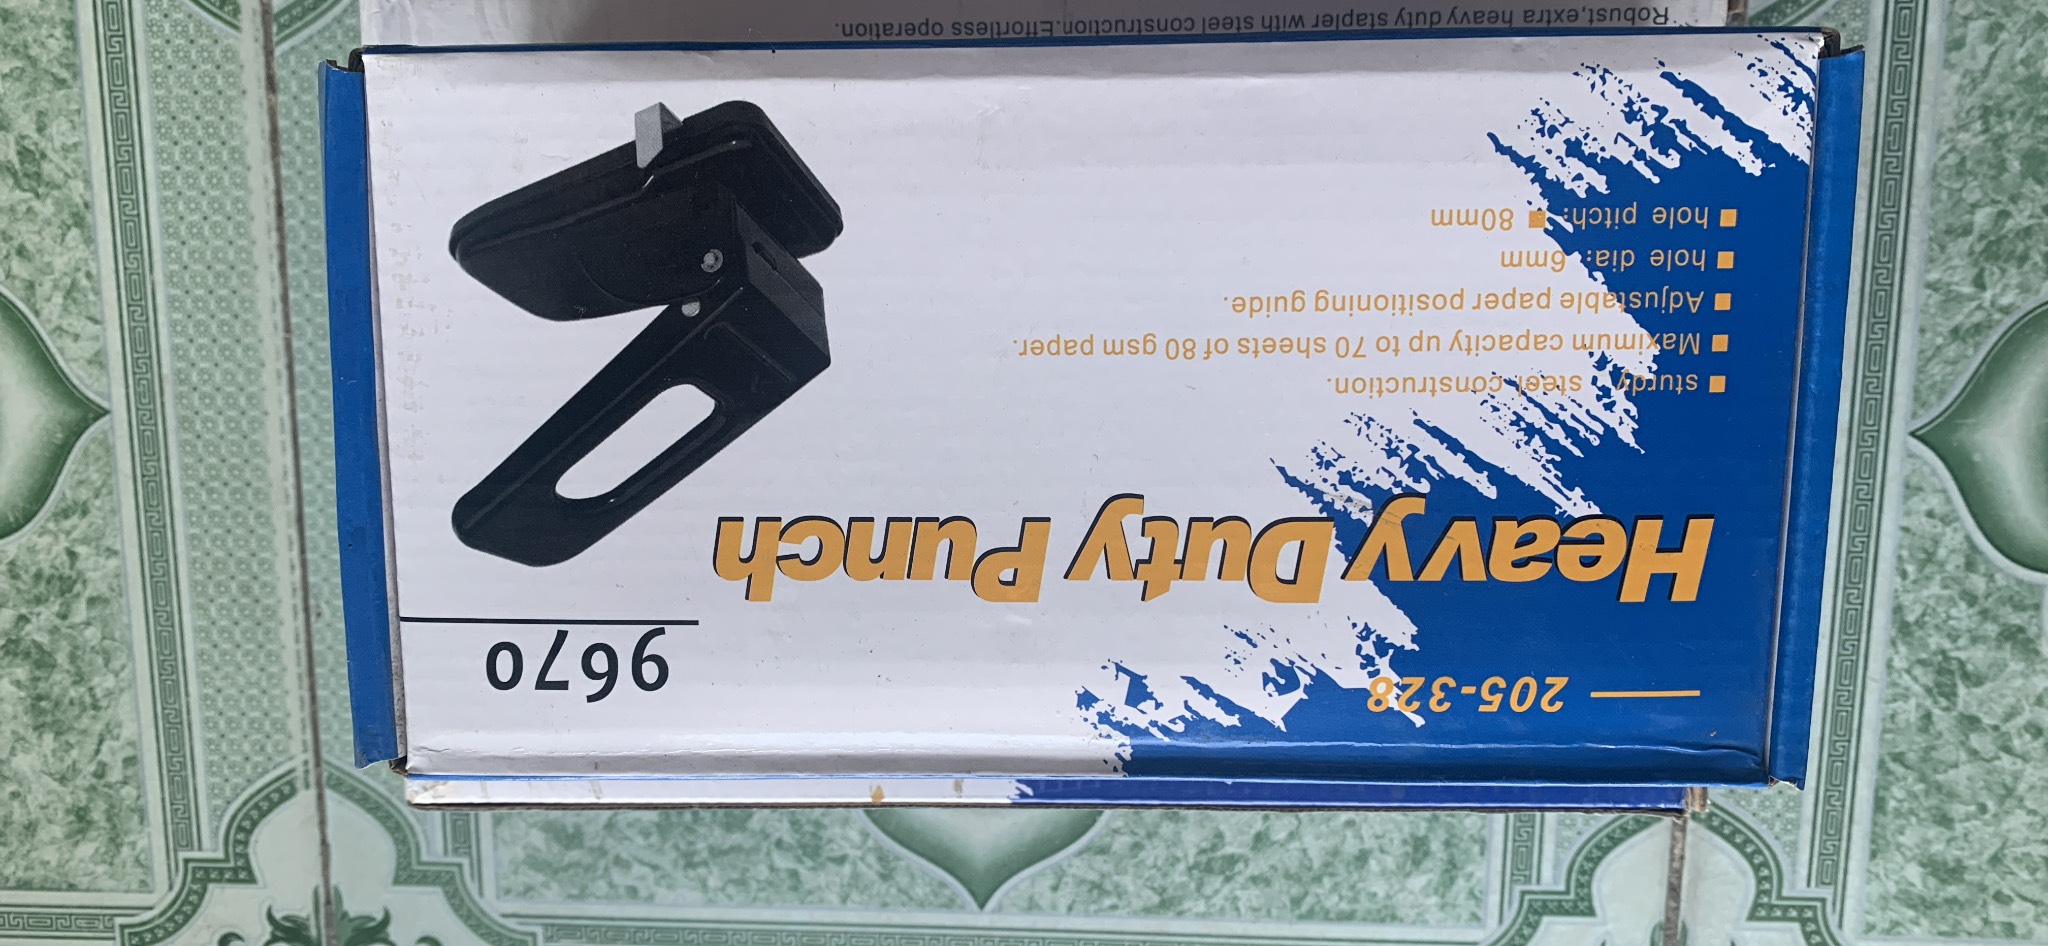 205-328
9670
Heavy Duty Punch
■ sturdy steel construction.
■ Maximum capacity up to 70 sheets of 80 gsm paper.
■ Adjustable paper positioning guide.
■ hole dia: 6mm
■ hole pitch: ■ 80mm
Robust,extra heavy duty stapler with steel construction.Effortless operation.